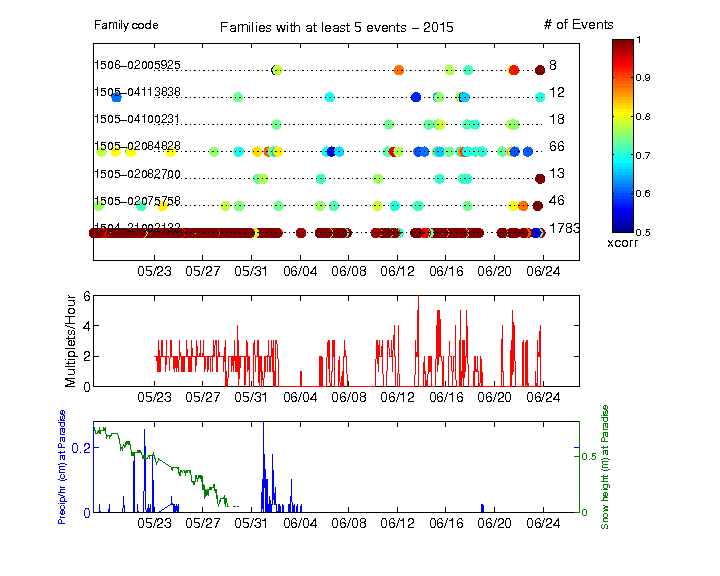 Family code
Families with at least 5 events – 2015
# of Events
1506–02005925
8
1505–04113838
12
1505–04100231
18
1505–02084828
66
1505–02082700
13
1505–02075758
46
1783
05/23 05/27 05/31 06/04 06/08 06/12 06/16 06/20 06/24
1
0.9
0.8
0.7
0.6
0.5
xcorr
Multiplets/Hour
6
4
2
0
05/23 05/27 05/31 06/04 06/08 06/12 06/16 06/20 06/24
Precip/hr (cm) at Paradise
0.2
0
0.5
0
Snow height (m) at Paradise
05/23 05/27 05/31 06/04 06/08 06/12 06/16 06/20 06/24